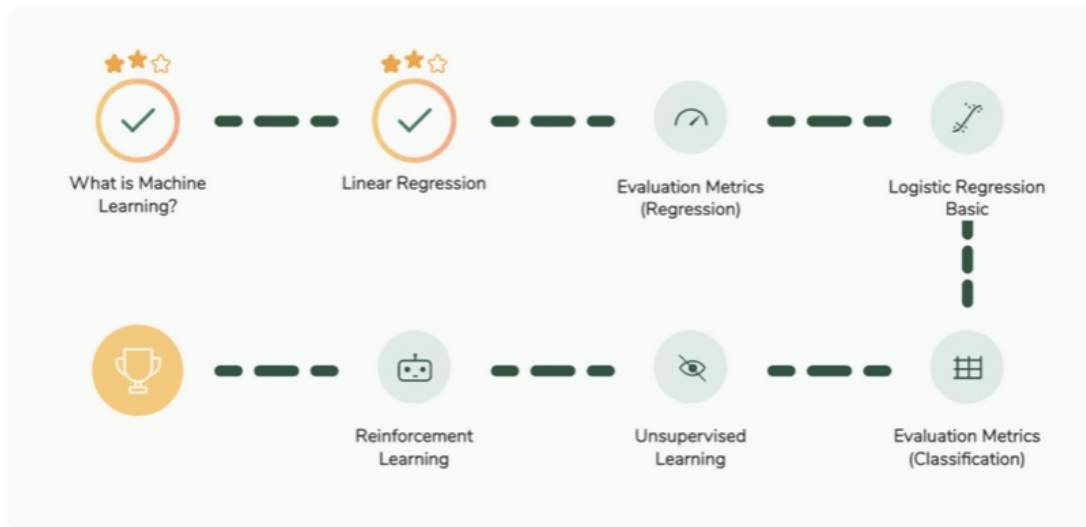 What is Machine
Learning?
Linear Regression
Evaluation Metrics
(Regression)
Logistic Regression
Basic
Reinforcement
Learning
Unsupervised
Learning
Evaluation Metrics
(Classification)